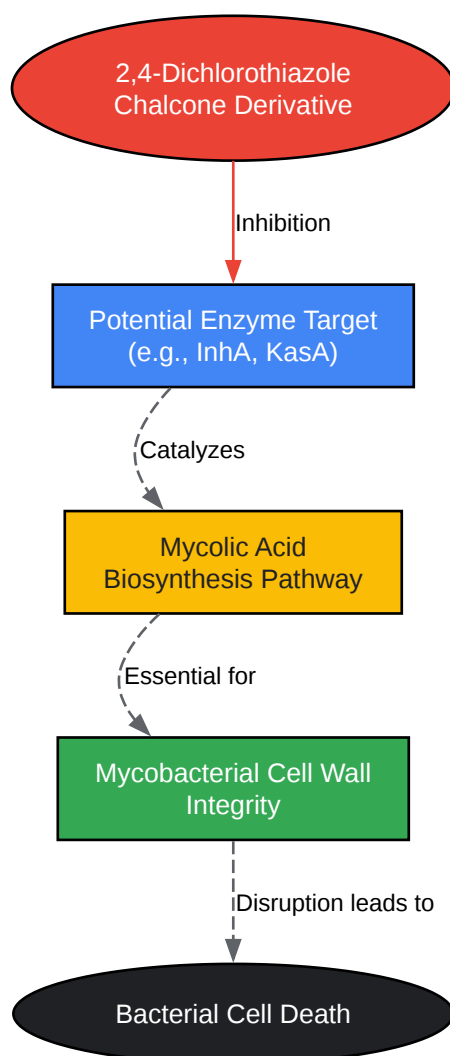 2,4-Dichlorothiazole
Chalcone Derivative
Inhibition
Potential Enzyme Target
(e.g., InhA, KasA)
Catalyzes
Mycolic Acid
Biosynthesis Pathway
Essential for
Mycobacterial Cell Wall
Integrity
Disruption leads to
Bacterial Cell Death